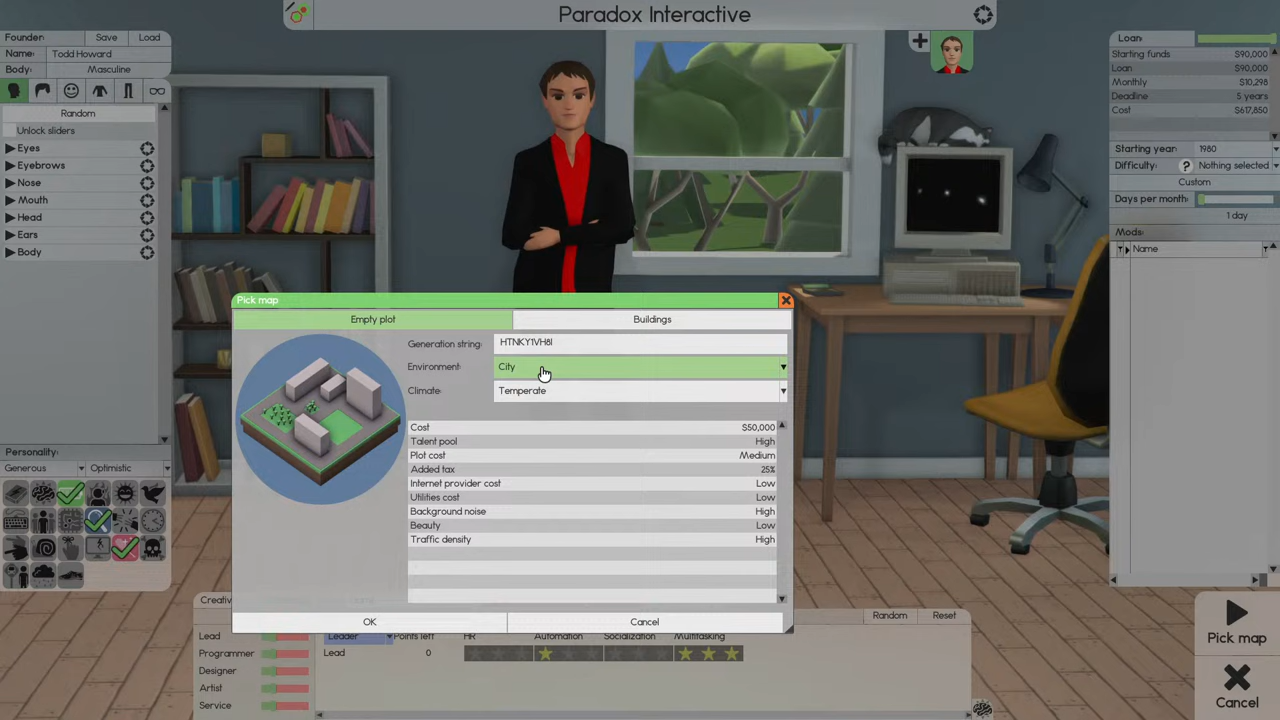 Paradox Interactive
Founder:
Save
Load
Name:
Todd Howard
Body:
Masculine
Random
Unlock sliders
Eyes
Eyebrows
Nose
Mouth
Head
Ears
Body
Personality:
Generous
Optimistic
Loan:
Starting funds $90,000
Loan $90,000
Monthly $10,298
Deadline 5 years
Cost $617,850
Starting year: 1980
Difficulty: ? Nothing selected
Custom
Days per month:
1 day
Mods:
Name
Pick map
Empty plot
Buildings
Generation string: HTNKY1VH8I
Environment: City
Climate: Temperate
Cost $50,000
Talent pool High
Plot cost Medium
Added tax 25%
Internet provider cost Low
Utilities cost Low
Background noise High
Beauty Low
Traffic density High
OK
Cancel
Random
Reset
Lead
Programmer
Designer
Artist
Service
Leader Points left HR Automation Socialization Multitasking
Lead 0
Pick map
Cancel